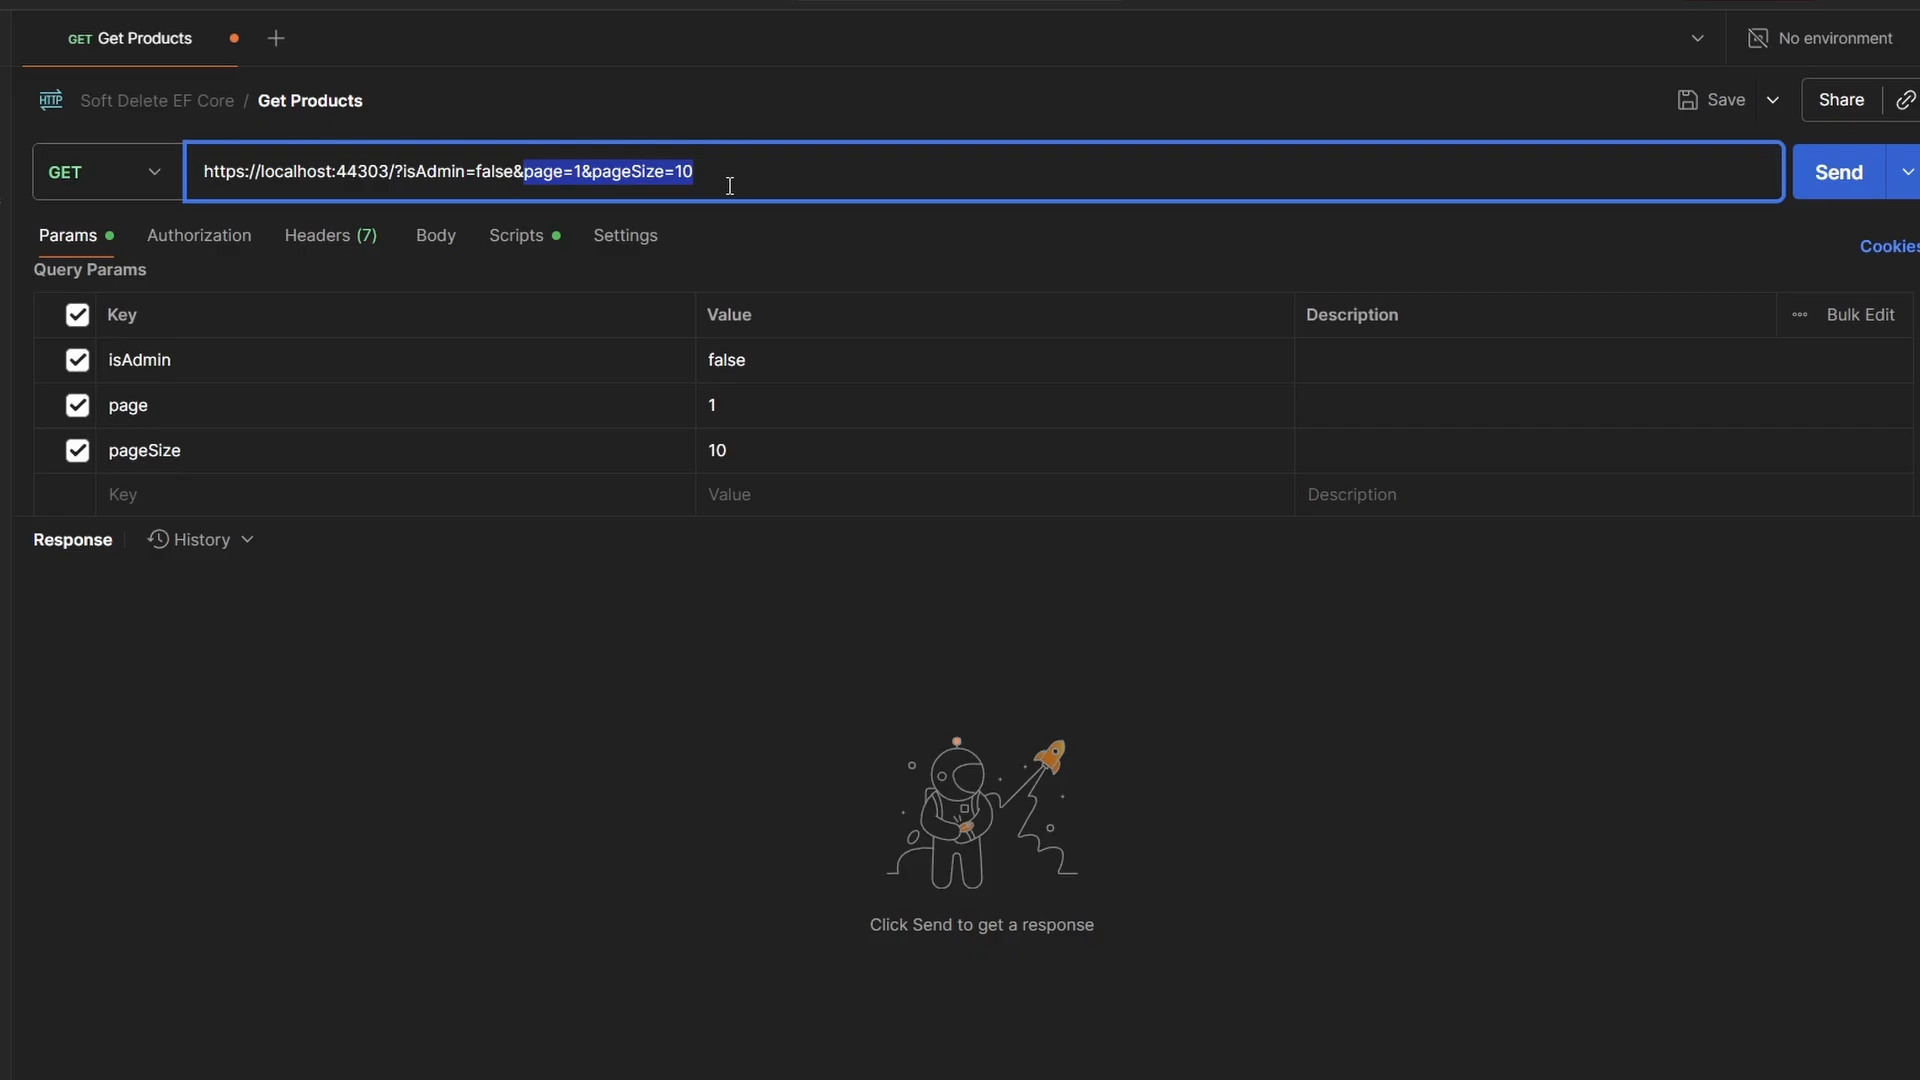 GET Get Products
No environment
HTTP Soft Delete EF Core / Get Products
Save
Share
GET
https://localhost:44303/?isAdmin=false&page=1&pageSize=10
Send
Params
Authorization
Headers (7)
Body
Scripts
Settings
Cookies
Query Params
Key Value Description Bulk Edit
isAdmin false
page 1
pageSize 10
Key Value Description
Response
History
Click Send to get a response